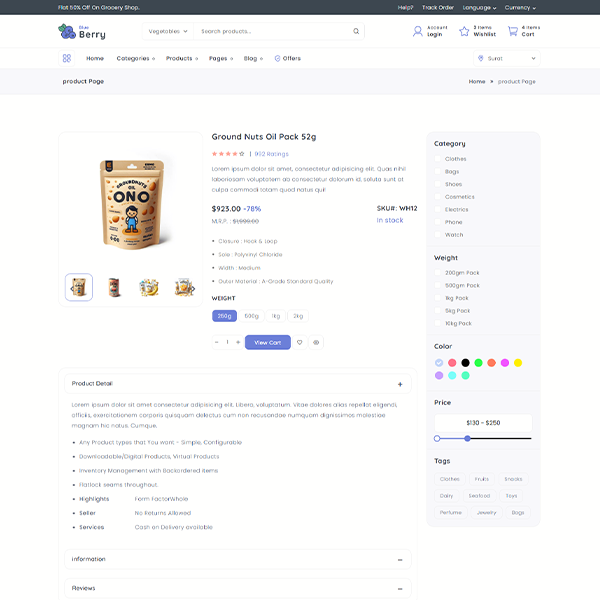 Flat 50% Off On Grocery Shop.
Help? Track Order Language Currency
Blue
Berry
Vegetables Search products...
Account
Login
3 Items
Wishlist
4 Items
Cart
Home Categories Products Pages Blog Offers
Surat
product Page
Home » product Page
GROUNDNUTS
OIL
ONO
Ground Nuts Oil Pack 52g
| 992 Ratings
Lorem ipsum dolor sit amet, consectetur adipisicing elit. Quas nihil
laboriosam voluptatem ab consectetur dolorum id, soluta sunt at
culpa commodi totam quod natus qui!
$923.00 -78% SKU#: WH12
M.R.P. : $1,999.00 In stock
• Closure : Hook & Loop
• Sole : Polyvinyl Chloride
• Width : Medium
• Outer Material : A-Grade Standard Quality
WEIGHT
250g 500g 1kg 2kg
- 1 + View Cart
Category
Clothes
Bags
Shoes
Cosmetics
Electrics
Phone
Watch
Weight
200gm Pack
500gm Pack
1kg Pack
5kg Pack
10kg Pack
Color
Price
$130 - $250
Tags
Clothes Fruits Snacks
Dairy Seafood Toys
Perfume Jewelry Bags
Product Detail +
Lorem ipsum dolor sit amet consectetur adipisicing elit. Libero, voluptatum. Vitae dolores alias repellat eligendi,
officiis, exercitationem corporis quisquam delectus cum non recusandae numquam dignissimos molestiae
magnam hic natus. Cumque.
• Any Product types that You want - Simple, Configurable
• Downloadable/Digital Products, Virtual Products
• Inventory Management with Backordered items
• Flatlock seams throughout.
• Highlights Form FactorWhole
• Seller No Returns Allowed
• Services Cash on Delivery available
Information -
Reviews -